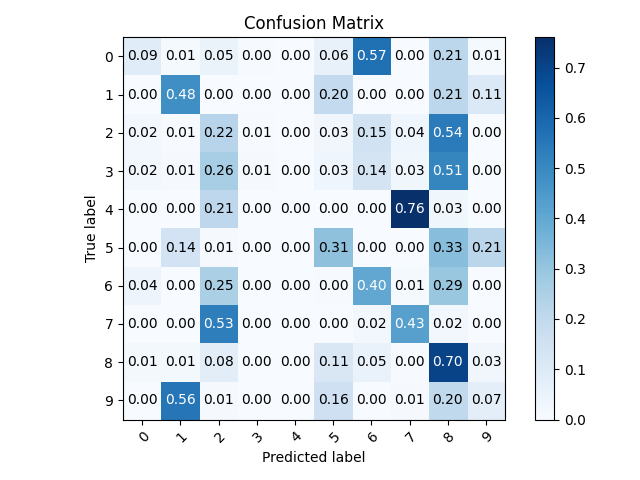 Confusion Matrix
0 0.09 0.01 0.05 0.00 0.00 0.06 0.57 0.00 0.21 0.01
1 0.00 0.48 0.00 0.00 0.00 0.20 0.00 0.00 0.21 0.11
2 0.02 0.01 0.22 0.01 0.00 0.03 0.15 0.04 0.54 0.00
3 0.02 0.01 0.26 0.01 0.00 0.03 0.14 0.03 0.51 0.00
4 0.00 0.00 0.21 0.00 0.00 0.00 0.00 0.76 0.03 0.00
5 0.00 0.14 0.01 0.00 0.00 0.31 0.00 0.00 0.33 0.21
6 0.04 0.00 0.25 0.00 0.00 0.00 0.40 0.01 0.29 0.00
7 0.00 0.00 0.53 0.00 0.00 0.00 0.02 0.43 0.02 0.00
8 0.01 0.01 0.08 0.00 0.00 0.11 0.05 0.00 0.70 0.03
9 0.00 0.56 0.01 0.00 0.00 0.16 0.00 0.01 0.20 0.07
0 1 2 3 4 5 6 7 8 9
Predicted label
True label
0.7
0.6
0.5
0.4
0.3
0.2
0.1
0.0